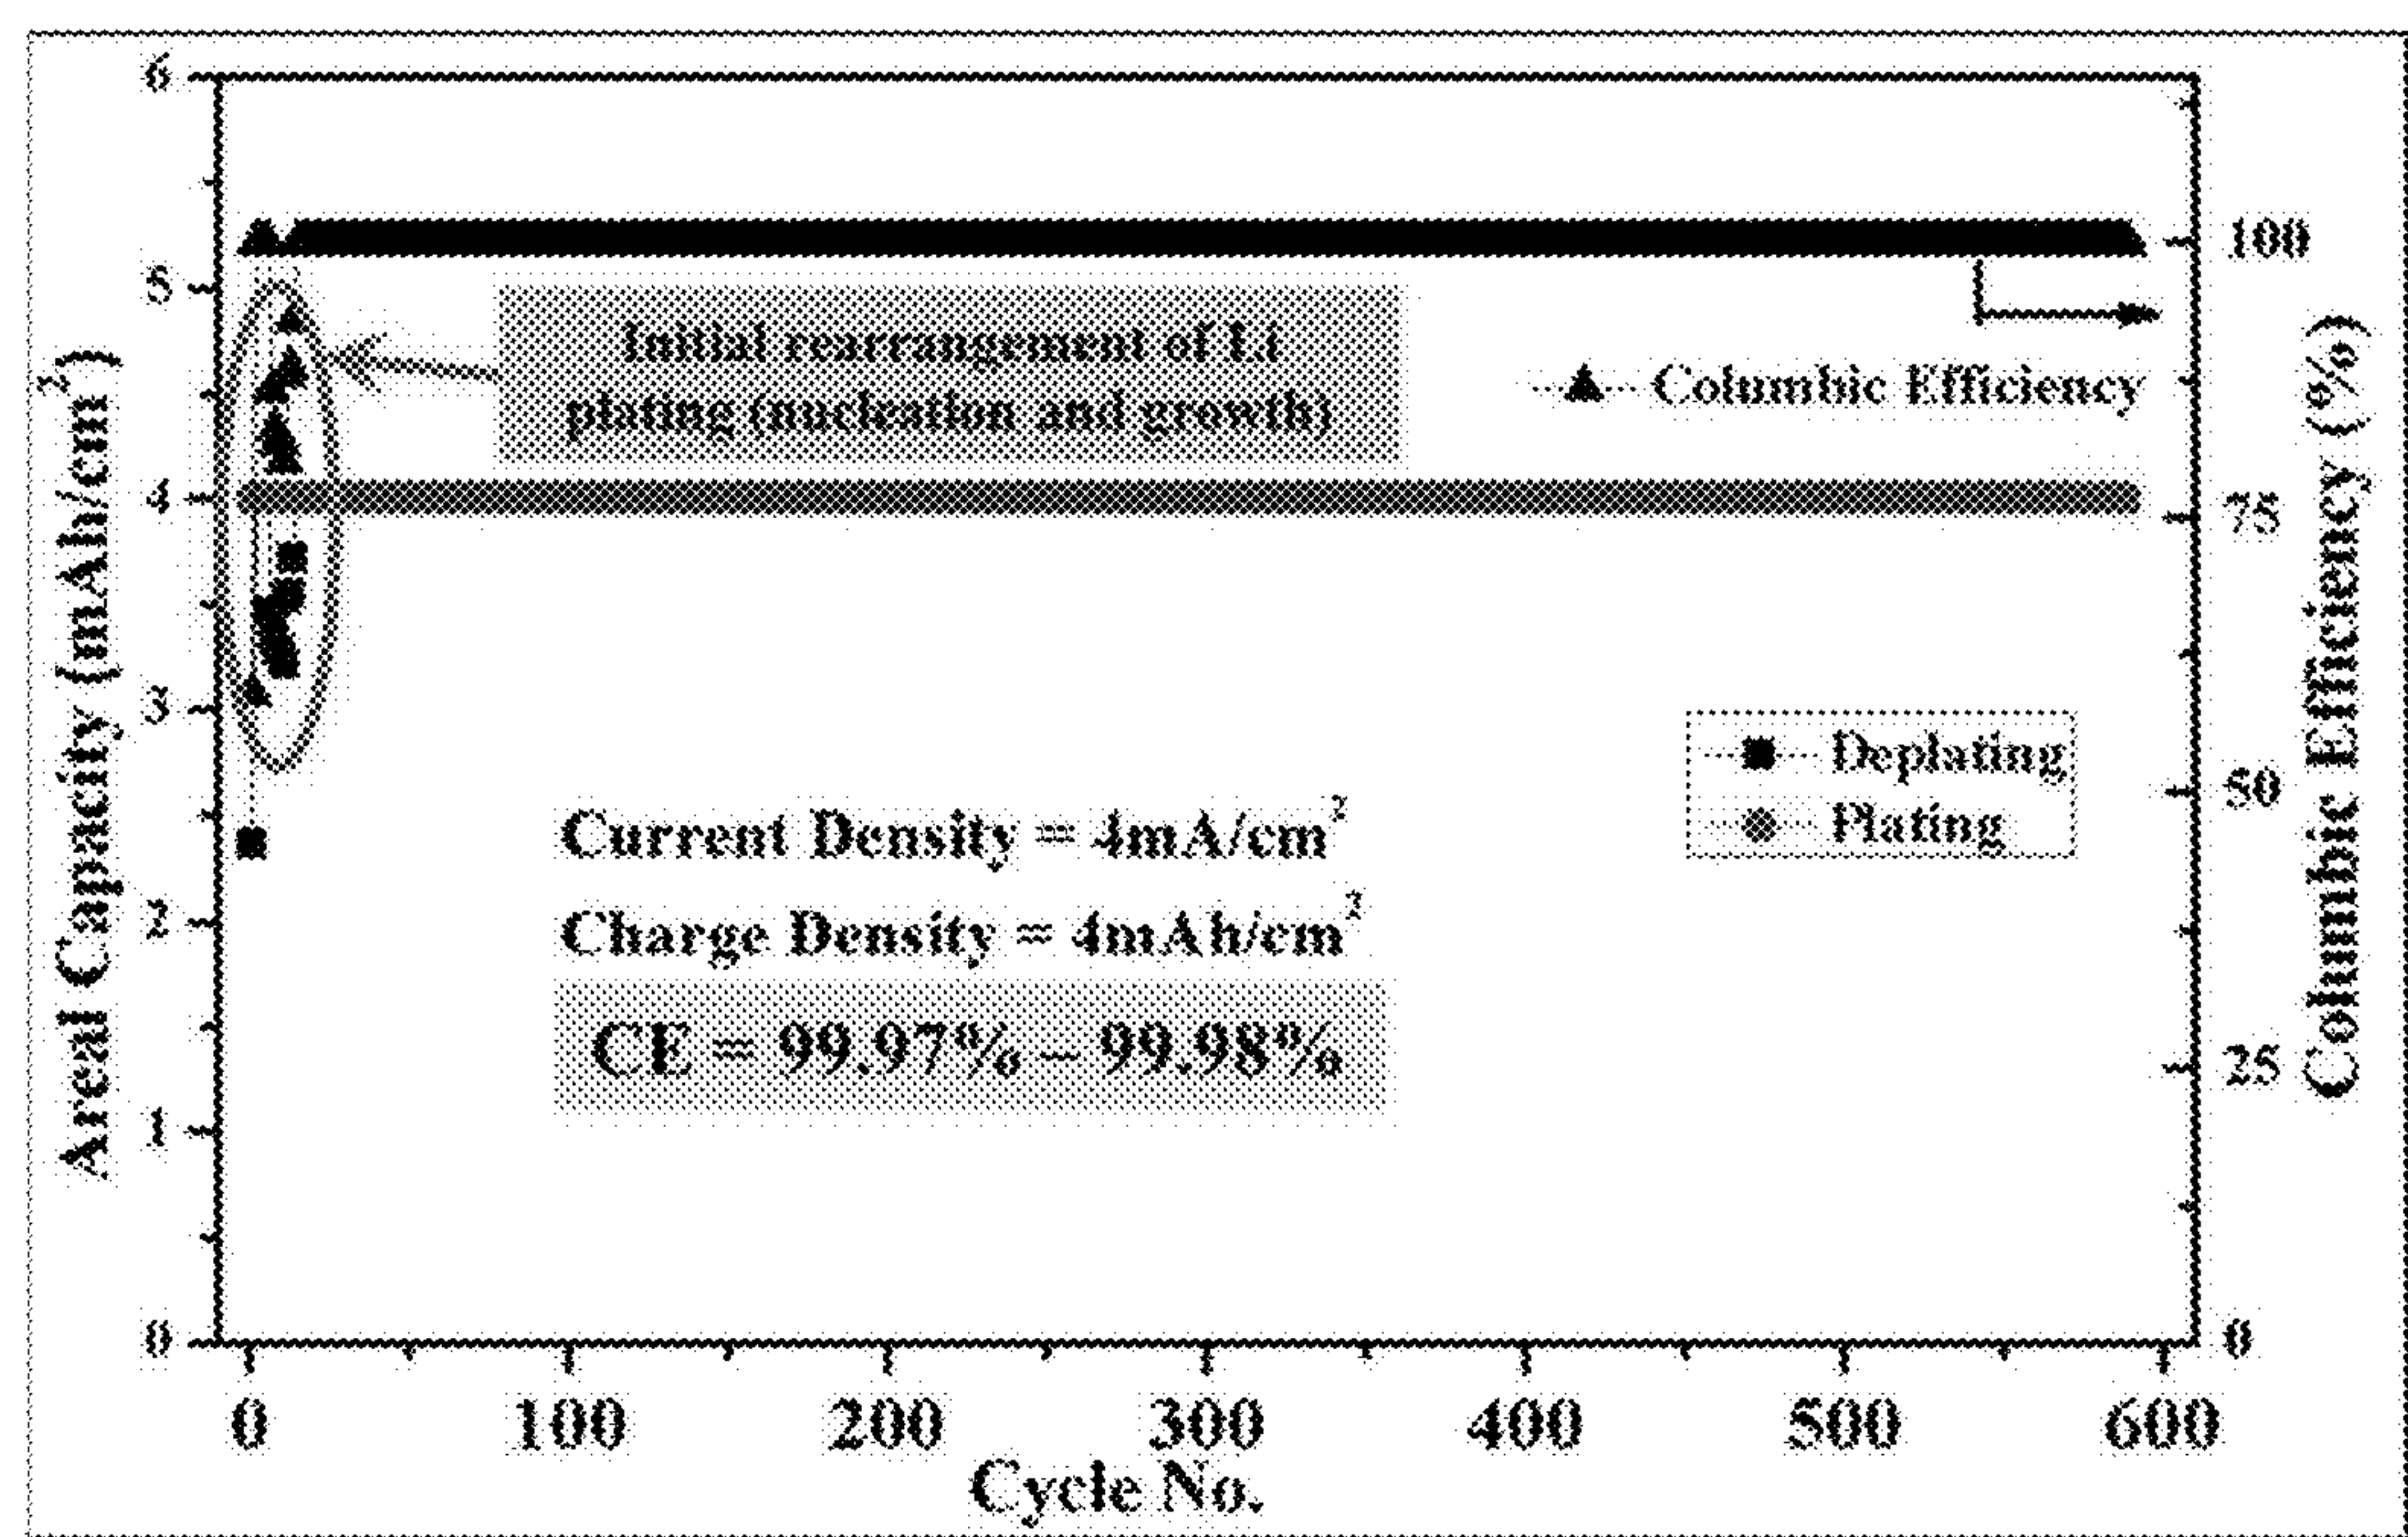 6
5
4
3
2
1
0
Areal Capacity (mAh/cm²)
Initial rearrangement of Li
plating (nucleation and growth)
Columbic Efficiency
Deplating
Plating
Current Density = 4mA/cm²
Charge Density = 4mAh/cm²
CE = 99.97% – 99.98%
100
75
50
25
0
Columbic Efficiency (%)
0 100 200 300 400 500 600
Cycle No.